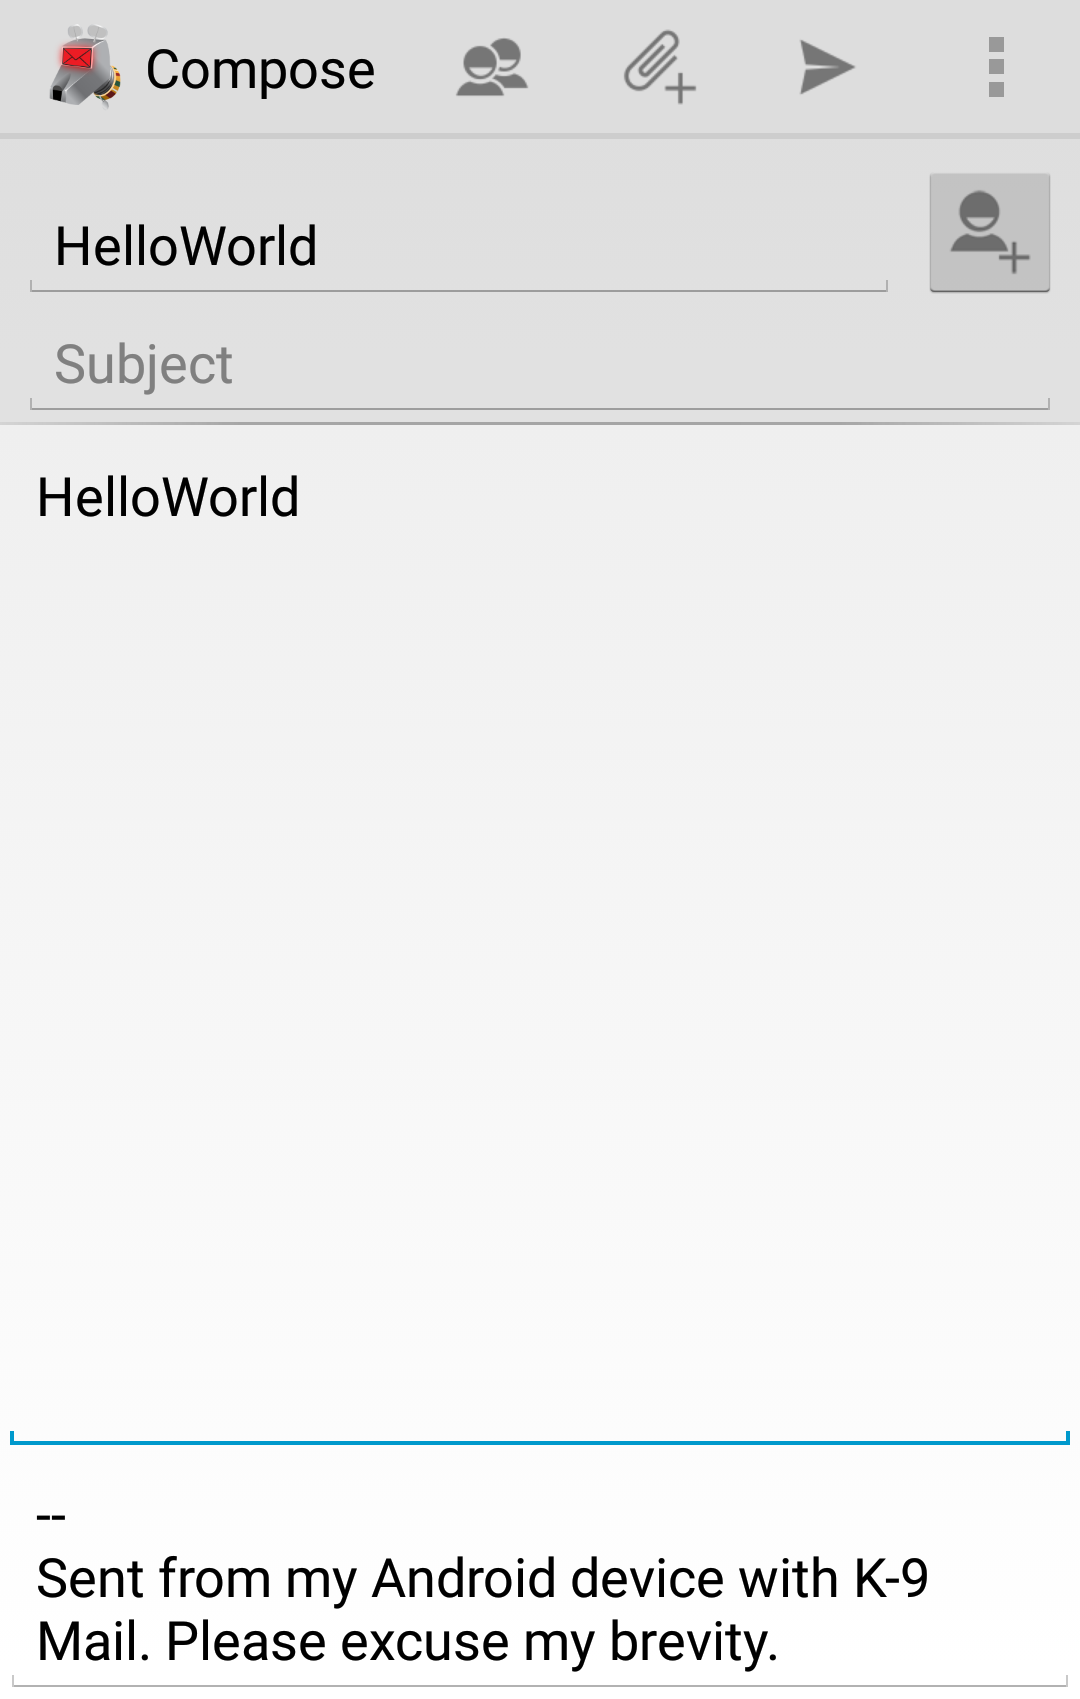 Compose
HelloWorld
Subject
HelloWorld
--
Sent from my Android device with K-9
Mail. Please excuse my brevity.